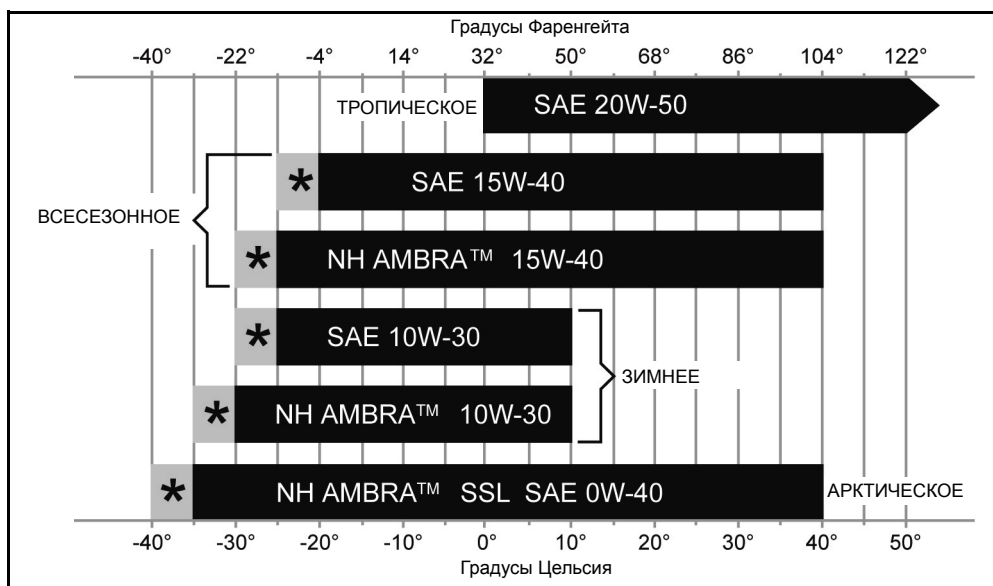 Градусы Фаренгейта
-40° -22° -4° 14° 32° 50° 68° 86° 104° 122°
ТРОПИЧЕСКОЕ SAE 20W-50
* SAE 15W-40
ВСЕСЕЗОННОЕ
* NH AMBRA™ 15W-40
* SAE 10W-30
ЗИМНЕЕ
* NH AMBRA™ 10W-30
* NH AMBRA™ SSL SAE 0W-40 АРКТИЧЕСКОЕ
-40° -30° -20° -10° 0° 10° 20° 30° 40° 50°
Градусы Цельсия